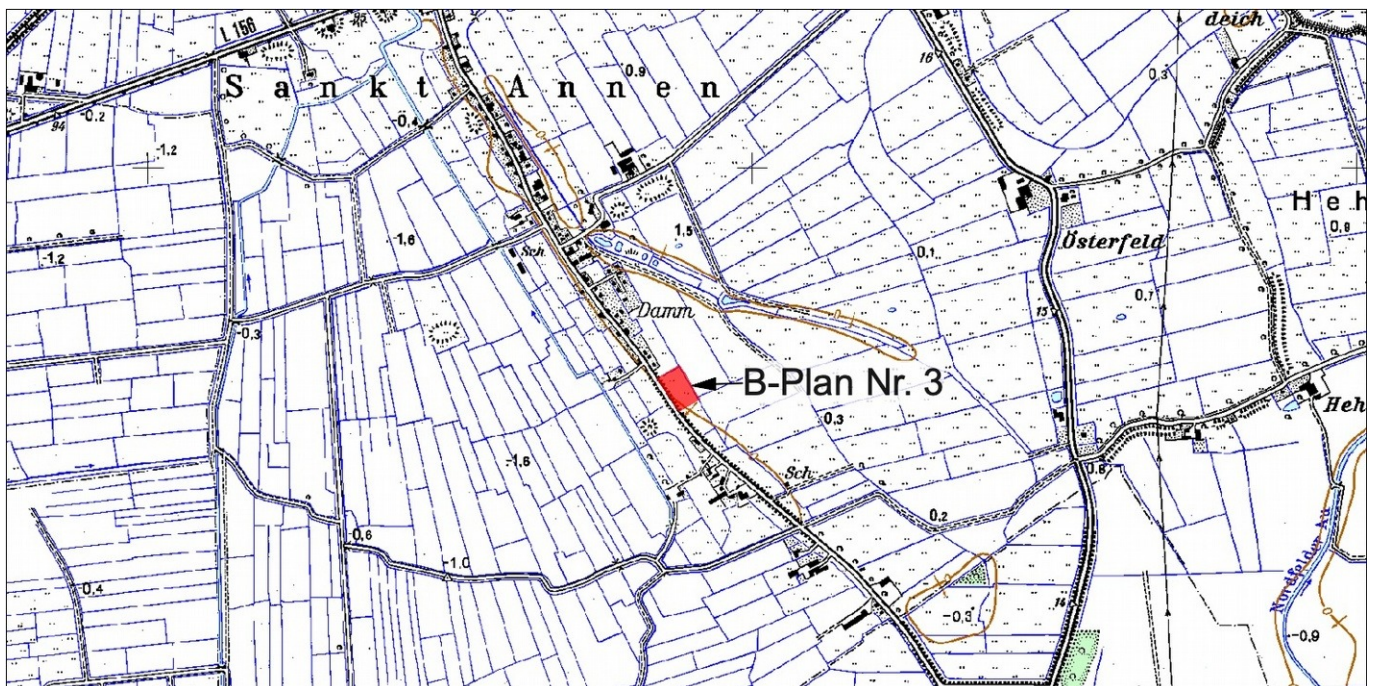 L 156
deich
0,9
16
0,3
Sankt Annen
-0,2
94
-0,4
-1,2
Heh
0,8
1,5
Österfeld
-1,6
0,1
Sch
-1,2
0,1
Damm
15
-0,3
B-Plan Nr. 3
Heh
0,3
-1,6
Sch
0,8
0,2
-0,6
-1,0
-0,4
14
-0,3
Nordfelder Au
-0,9